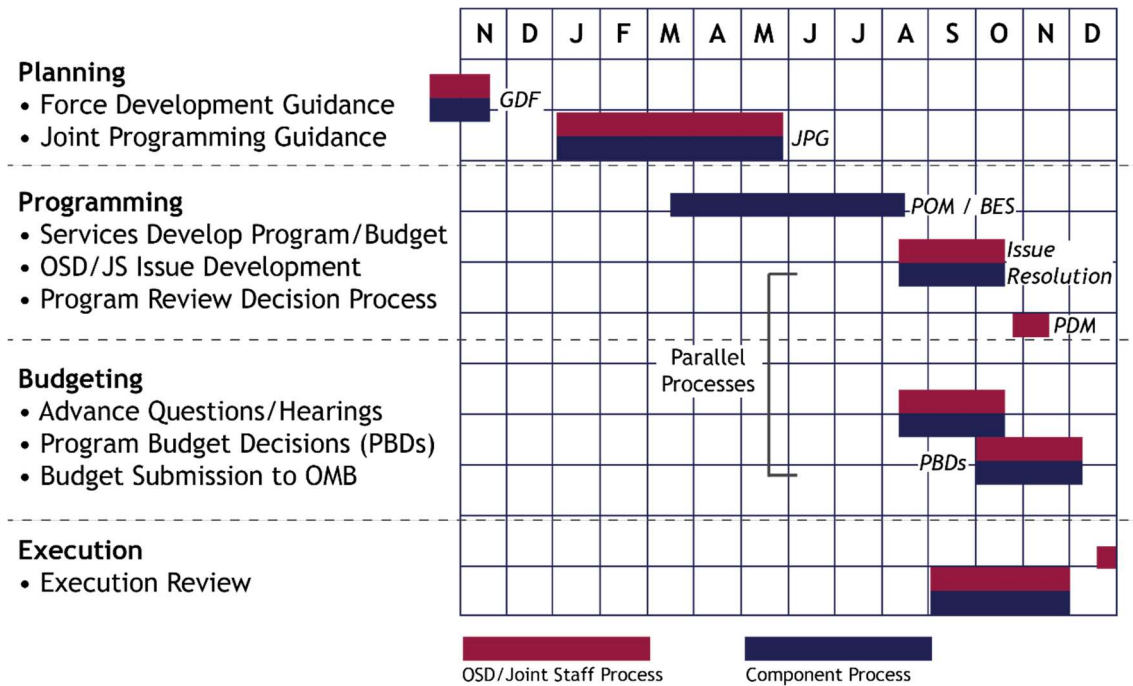 N D J F M A M J J A S O N D
Planning
• Force Development Guidance
• Joint Programming Guidance
GDF
JPG
Programming
• Services Develop Program/Budget
• OSD/JS Issue Development
• Program Review Decision Process
POM / BES
Issue
Resolution
PDM
Parallel
Processes
Budgeting
• Advance Questions/Hearings
• Program Budget Decisions (PBDs)
• Budget Submission to OMB
PBDs
Execution
• Execution Review
OSD/Joint Staff Process
Component Process